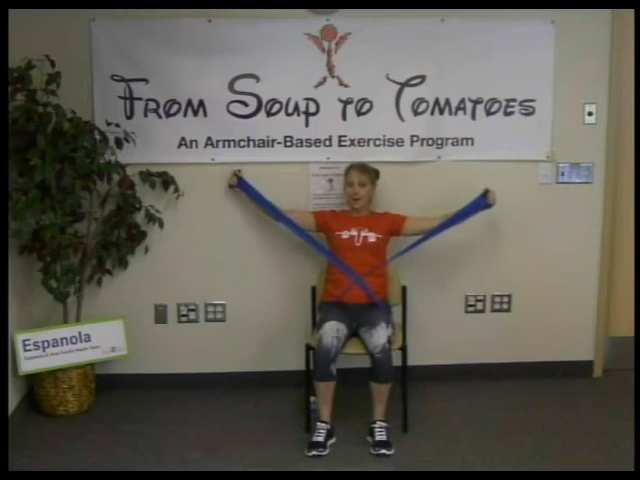 From Soup to Tomatoes
An Armchair-Based Exercise Program
Espanola